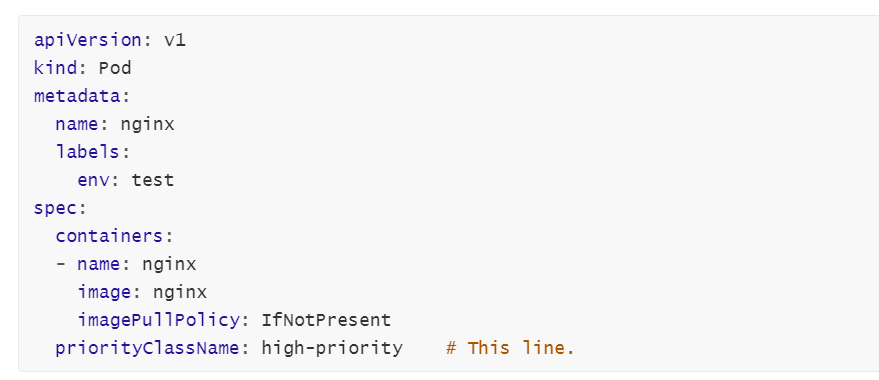 apiVersion: v1
kind: Pod
metadata:
  name: nginx
  labels:
    env: test
spec:
  containers:
  - name: nginx
    image: nginx
    imagePullPolicy: IfNotPresent
  priorityClassName: high-priority    # This line.